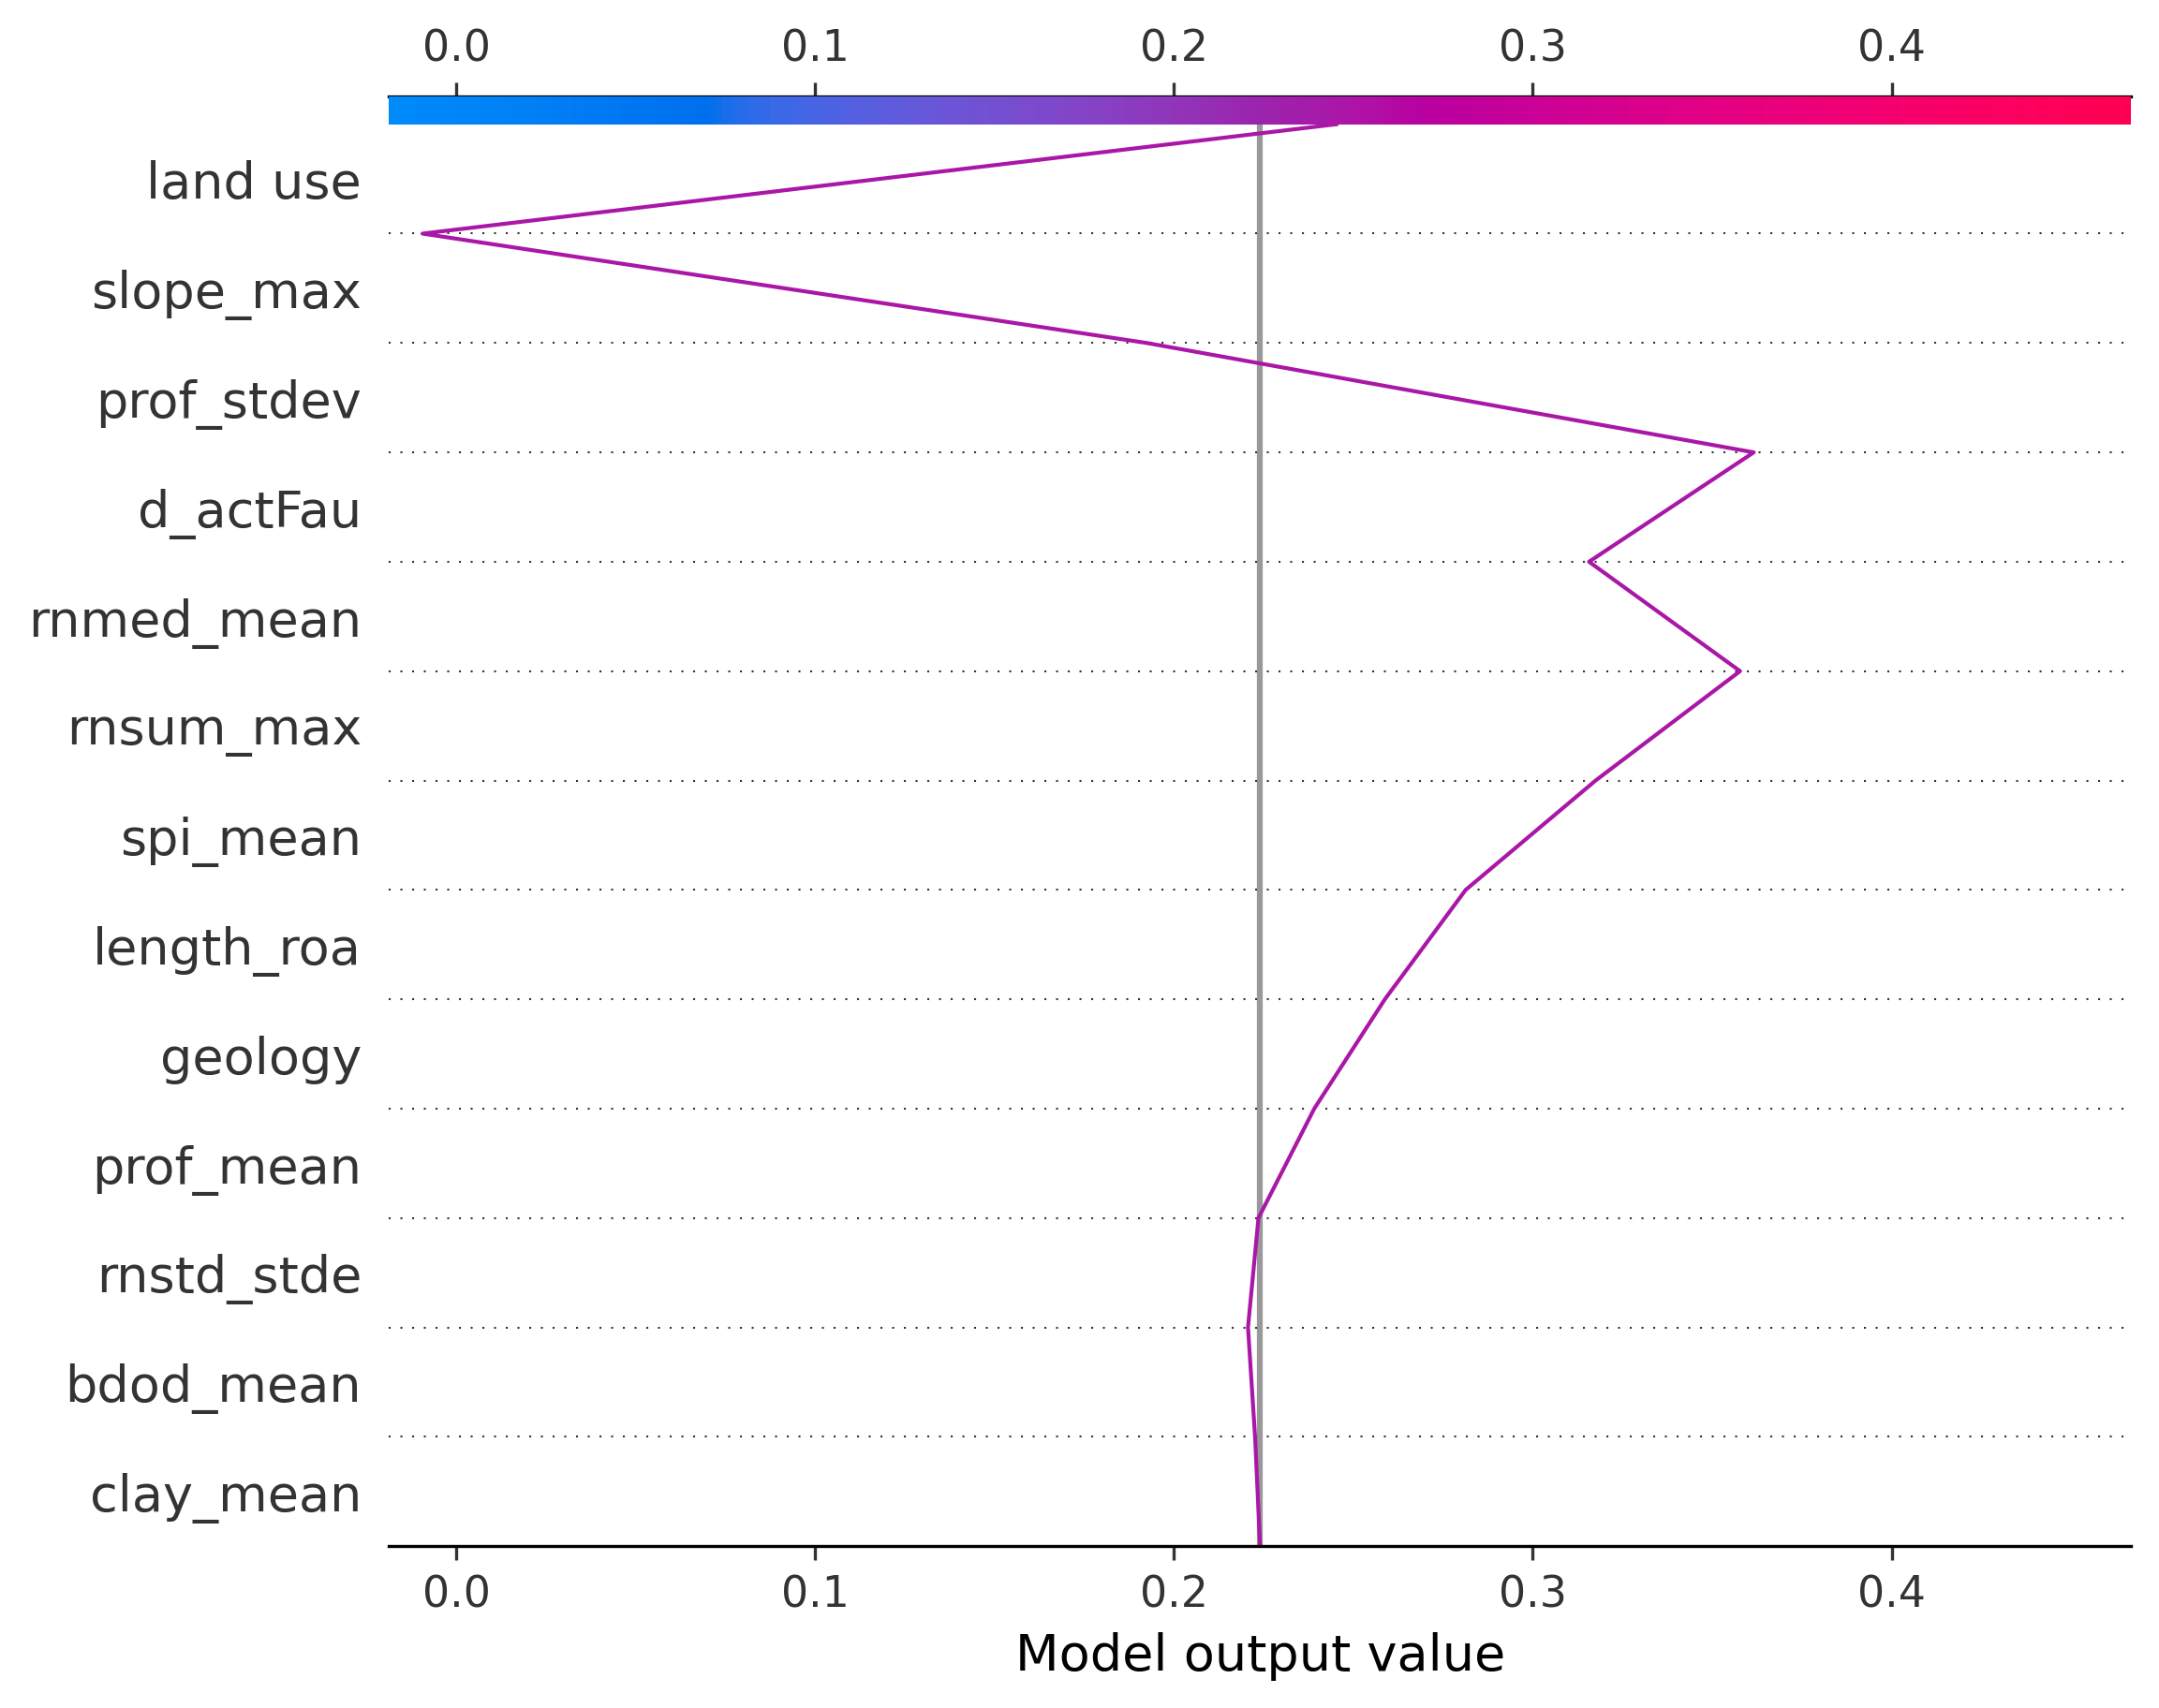 0.0 0.1 0.2 0.3 0.4
land use
slope_max
prof_stdev
d_actFau
rnmed_mean
rnsum_max
spi_mean
length_roa
geology
prof_mean
rnstd_stde
bdod_mean
clay_mean
0.0 0.1 0.2 0.3 0.4
Model output value